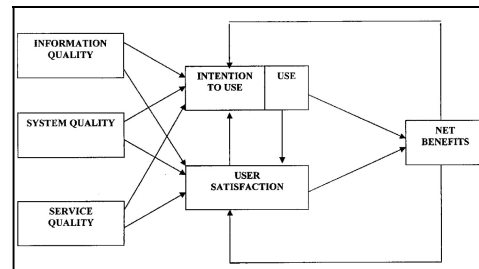 INFORMATION
QUALITY
INTENTION
TO USE
USE
SYSTEM QUALITY
NET
BENEFITS
USER
SATISFACTION
SERVICE
QUALITY